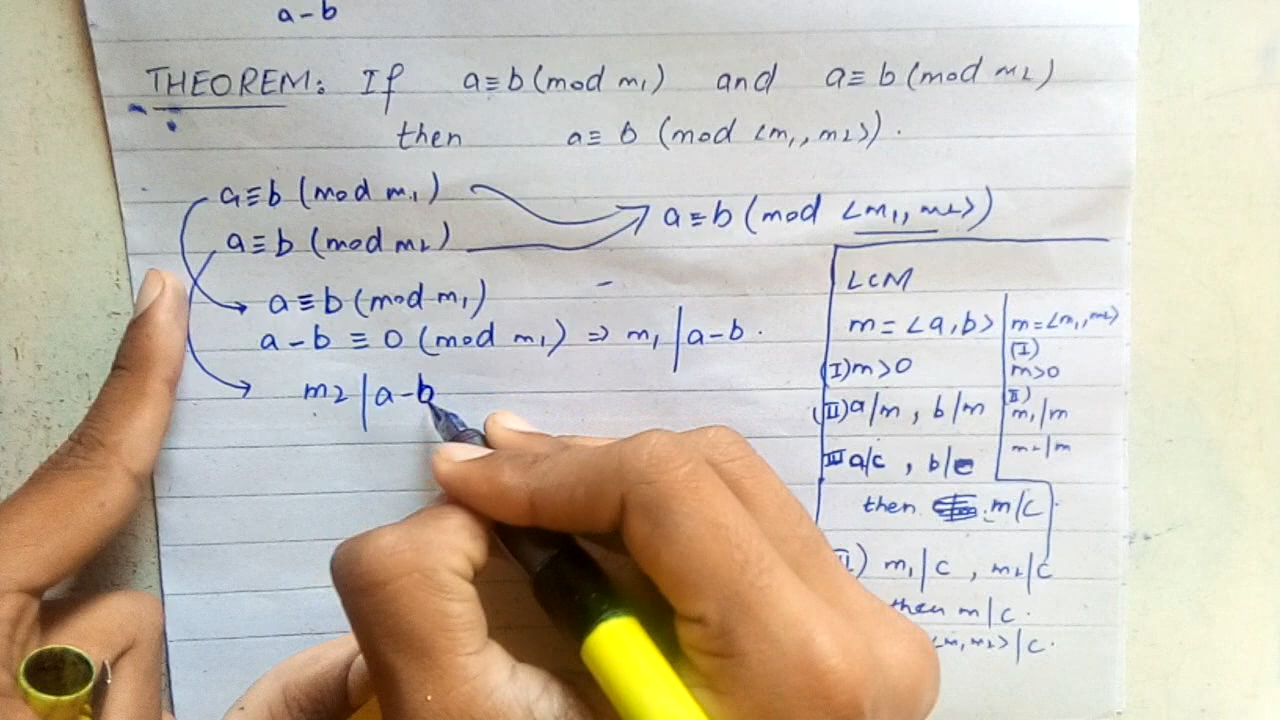 a-b
THEOREM: If a≡b (mod m₁) and a≡b (mod m₂)
then a≡ b (mod <m₁, m₂>).
a≡b (mod m₁)
a≡b (mod m₂)
a≡b (mod <m₁, m₂>)
a≡b (mod m₁)
a-b ≡ 0 (mod m₁) ⇒ m₁ | a-b.
m₂ | a-b
LCM
m = <a, b>
(I) m>0
(II) a/m , b/m
III a/c , b/c
then m/c
m = <m₁, m₂>
(I)
m>0
II)
m₁/m
m₂/m
I) m₁/c , m₂/c
then m/c.
<m₁, m₂>/c.